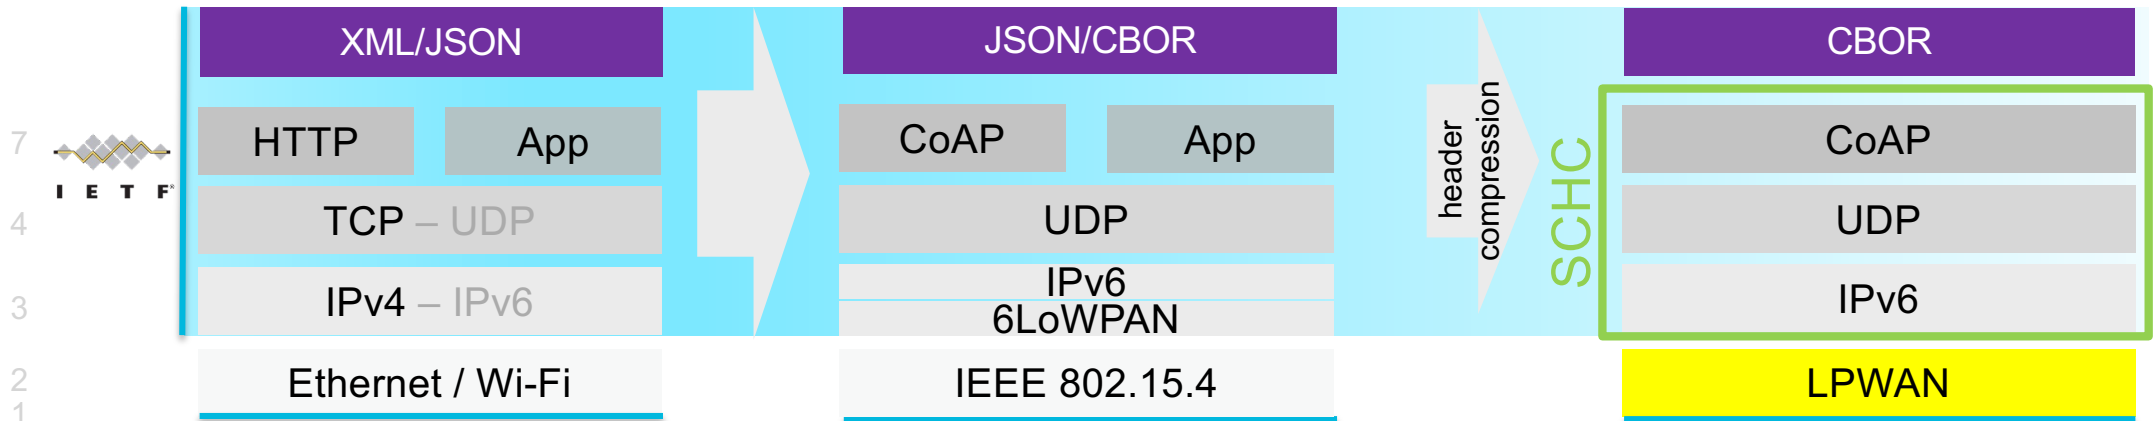 XML/JSON
JSON/CBOR
CBOR
7
IETF®
HTTP
App
CoAP
App
header
compression
SCHC
CoAP
4
TCP – UDP
UDP
UDP
3
IPv4 – IPv6
IPv6
6LoWPAN
IPv6
2
Ethernet / Wi-Fi
IEEE 802.15.4
LPWAN
1